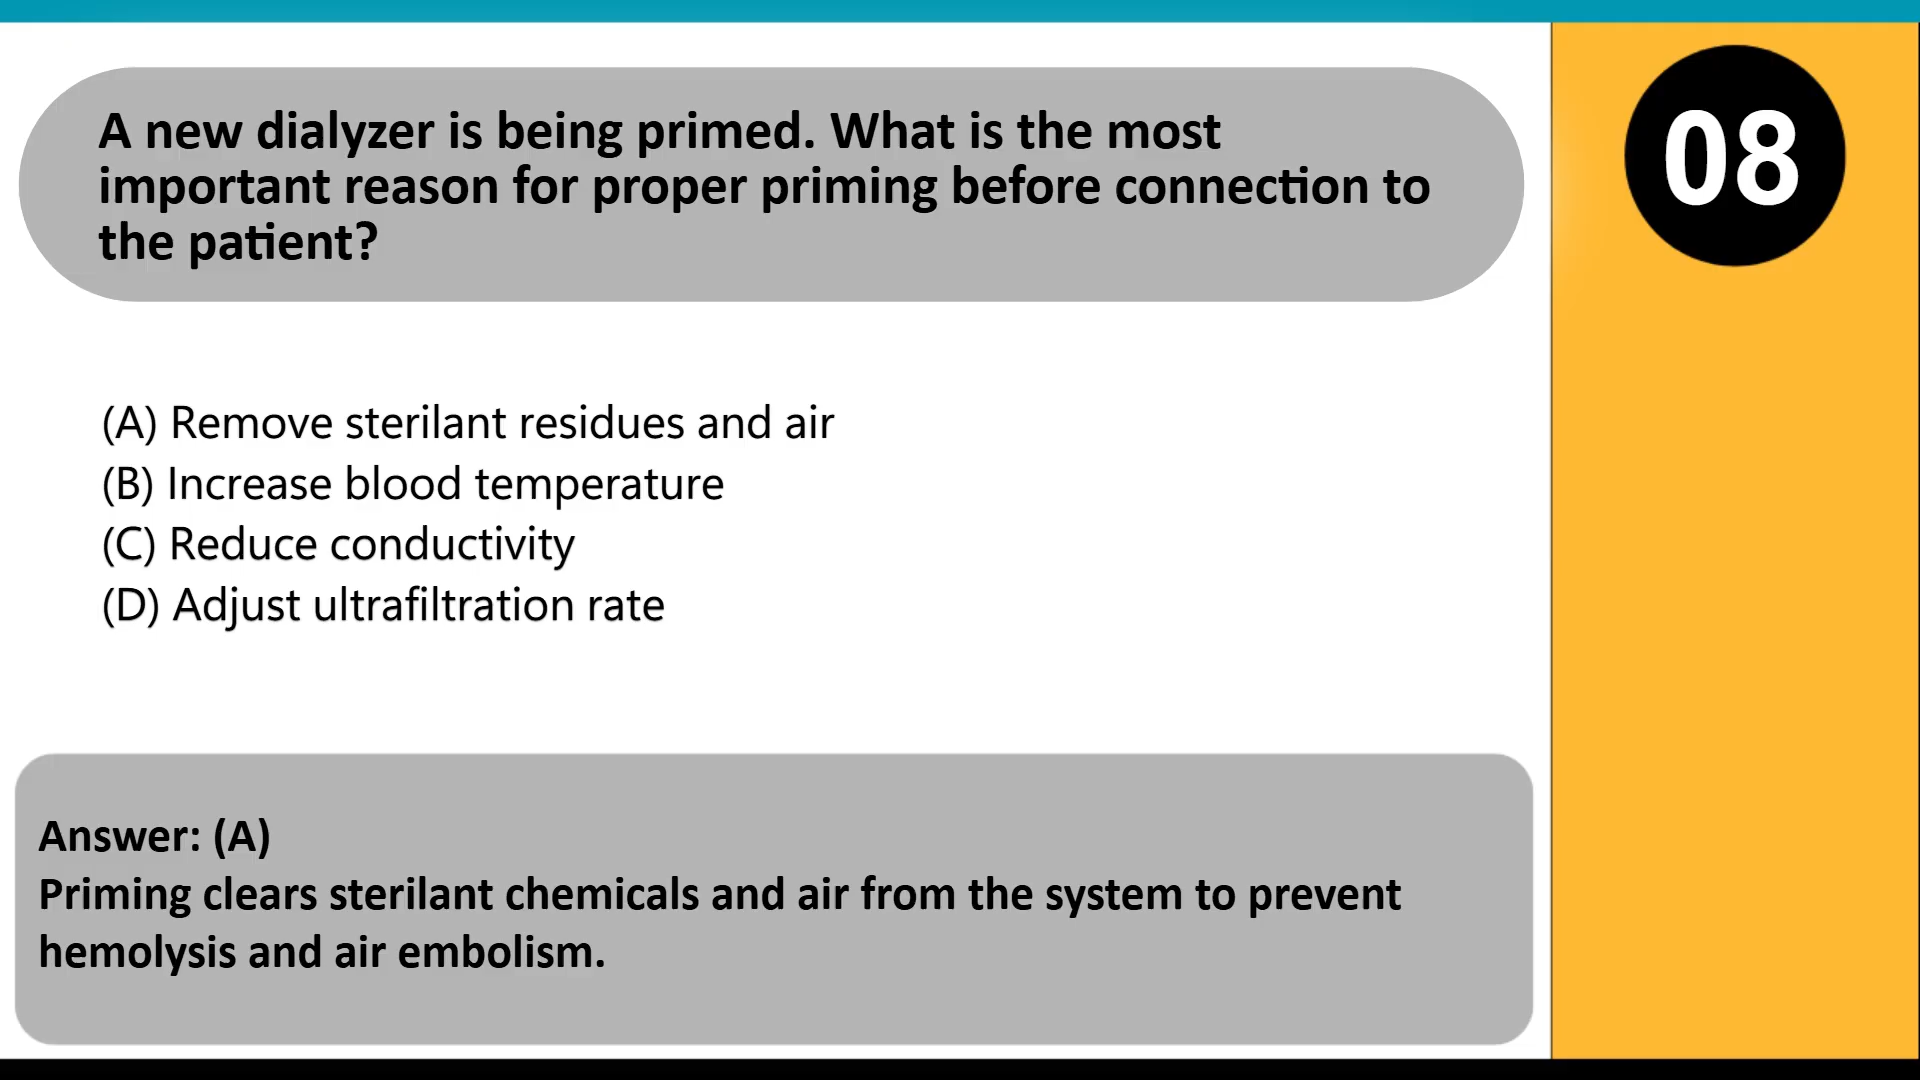 A new dialyzer is being primed. What is the most
important reason for proper priming before connection to
the patient?
08
(A) Remove sterilant residues and air
(B) Increase blood temperature
(C) Reduce conductivity
(D) Adjust ultrafiltration rate
Answer: (A)
Priming clears sterilant chemicals and air from the system to prevent
hemolysis and air embolism.